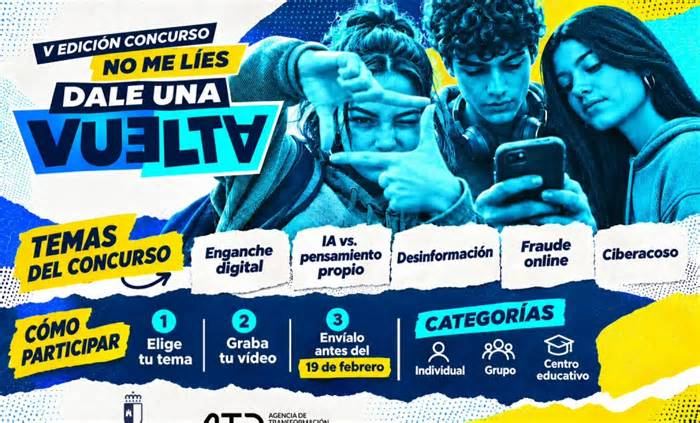 V EDICIÓN CONCURSO
NO ME LÍES
DALE UNA
VUELTA
TEMAS
DEL CONCURSO
Enganche
digital
IA vs.
pensamiento
propio
Desinformación
Fraude
online
Ciberacoso
CÓMO
PARTICIPAR
1
Elige
tu tema
2
Graba
tu vídeo
3
Envíalo
antes del
19 de febrero
CATEGORÍAS
Individual
Grupo
Centro
educativo
AGENCIA DE
TRANSFORMACIÓN